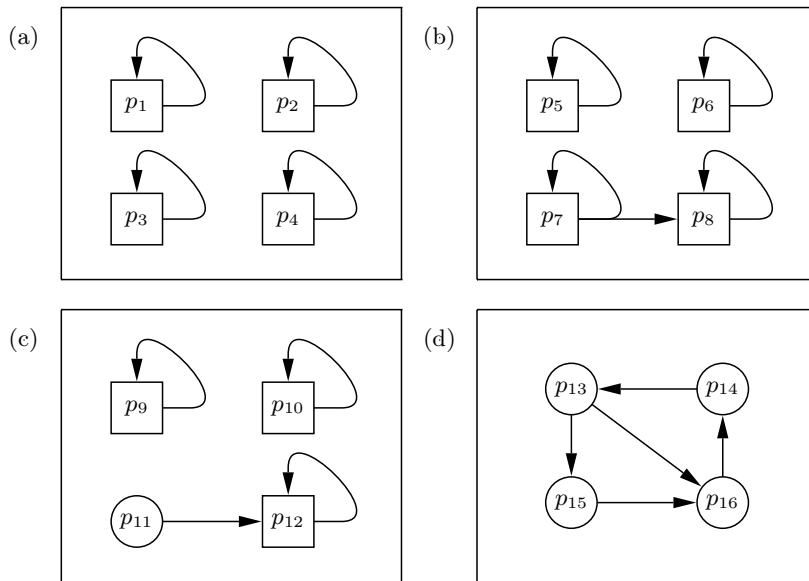 (a) (b)
p₁ p₂ p₅ p₆
p₃ p₄ p₇ p₈
(c) (d)
p₉ p₁₀ p₁₃ p₁₄
p₁₁ p₁₂ p₁₅ p₁₆